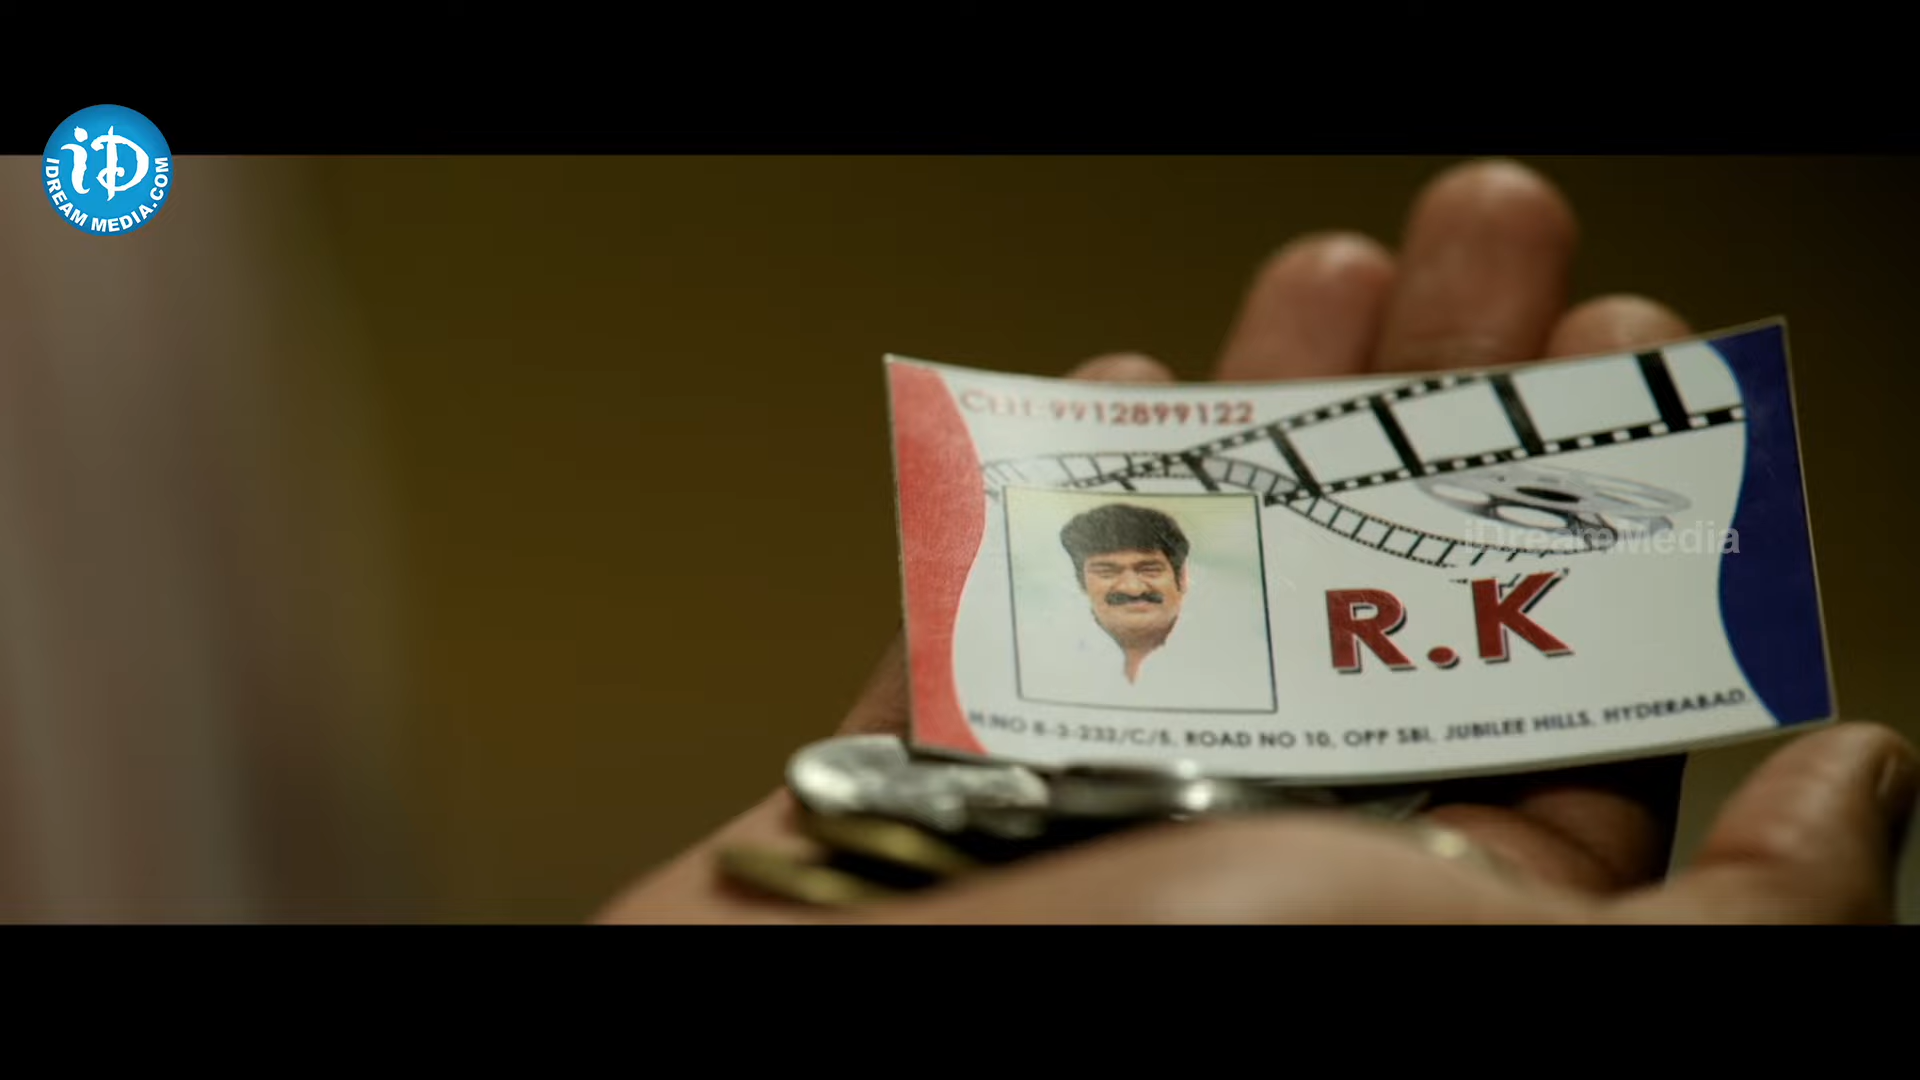 iD
IDREAM MEDIA.COM
CELL:9912899122
iDreamMedia
R.K
H.NO 8-3-232/C/5, ROAD NO 10, OPP SBI, JUBILEE HILLS, HYDERABAD.